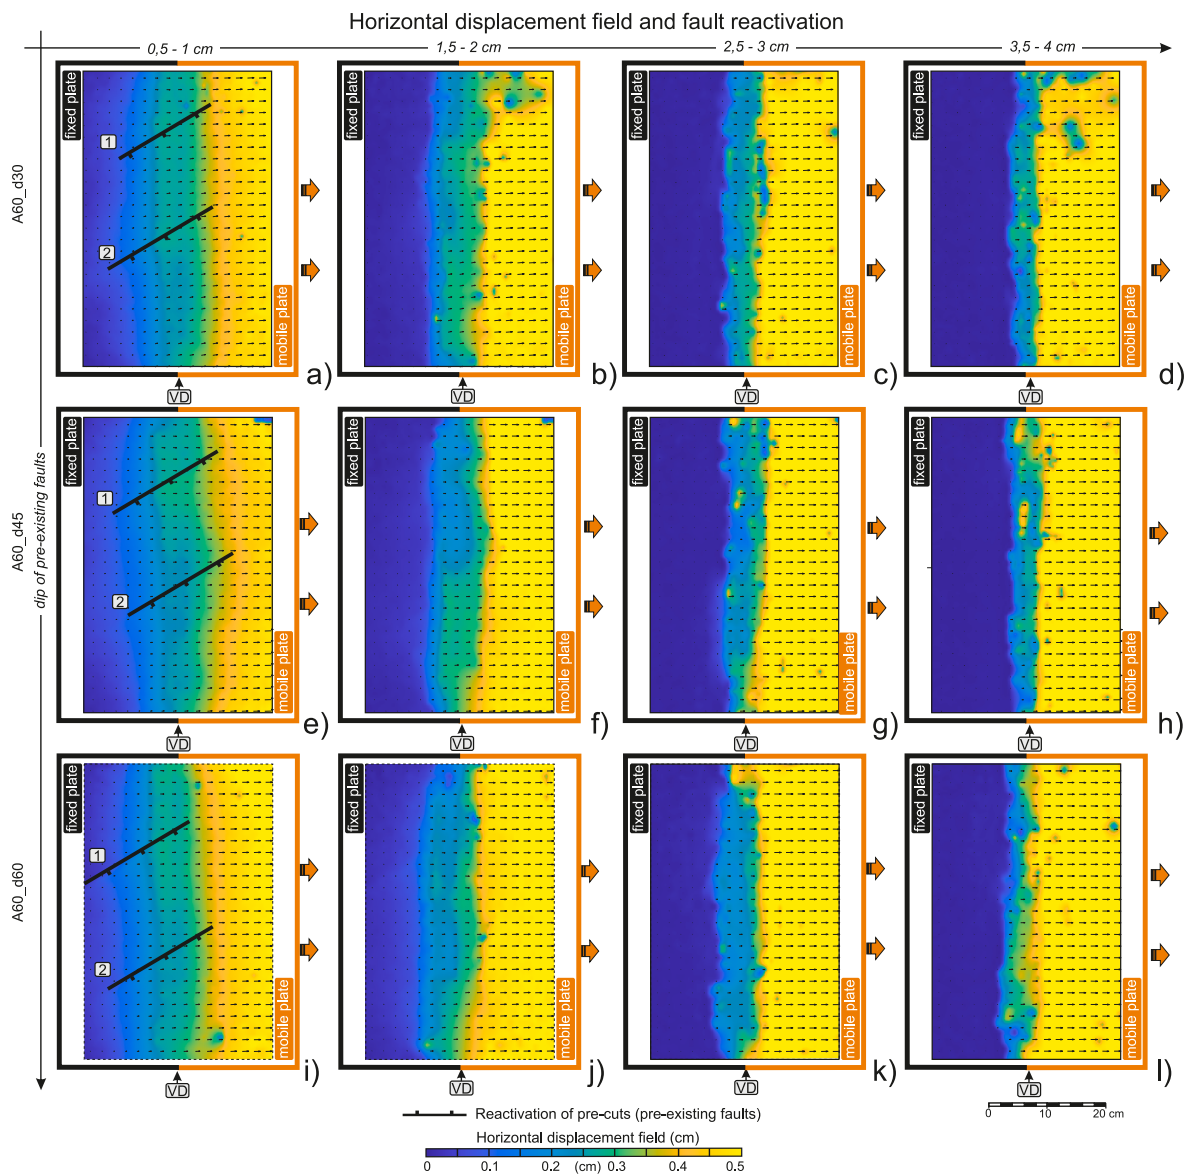 Horizontal displacement field and fault reactivation
0,5 - 1 cm
1,5 - 2 cm
2,5 - 3 cm
3,5 - 4 cm
A60_d30
fixed plate
1
2
mobile plate
VD
a)
fixed plate
mobile plate
VD
b)
fixed plate
mobile plate
VD
c)
fixed plate
mobile plate
VD
d)
dip of pre-existing faults
A60_d45
fixed plate
1
2
mobile plate
VD
e)
fixed plate
mobile plate
VD
f)
fixed plate
mobile plate
VD
g)
fixed plate
mobile plate
VD
h)
A60_d60
fixed plate
1
2
mobile plate
VD
i)
fixed plate
mobile plate
VD
j)
fixed plate
mobile plate
VD
k)
fixed plate
mobile plate
VD
l)
Reactivation of pre-cuts (pre-existing faults)
0 10 20 cm
Horizontal displacement field (cm)
0 0.1 0.2 (cm) 0.3 0.4 0.5